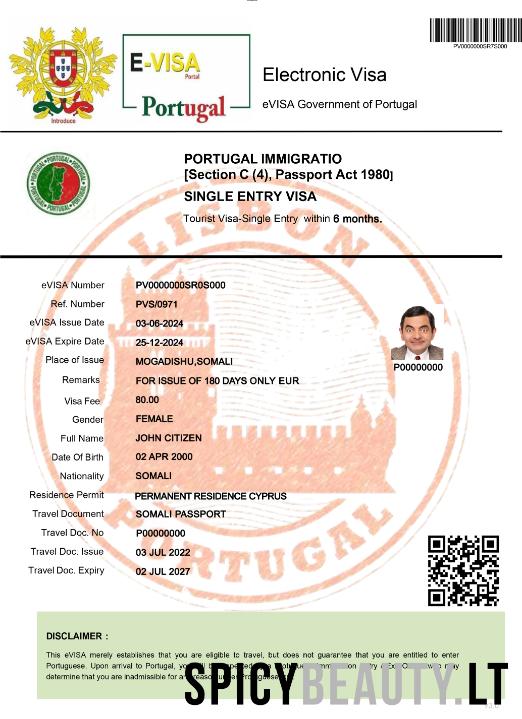 PV0000000SR7S000
E-VISA
Portal
Portugal
Introduce
Electronic Visa
eVISA Government of Portugal
PORTUGAL IMMIGRATIO
[Section C (4), Passport Act 1980]
SINGLE ENTRY VISA
Tourist Visa-Single Entry within 6 months.
LISBON
PORTUGAL
eVISA Number PV0000000SR0S000
Ref. Number PVS/0971
eVISA Issue Date 03-06-2024
eVISA Expire Date 25-12-2024
Place of Issue MOGADISHU,SOMALI
P00000000
Remarks FOR ISSUE OF 180 DAYS ONLY EUR
Visa Fee 80.00
Gender FEMALE
Full Name JOHN CITIZEN
Date Of Birth 02 APR 2000
Nationality SOMALI
Residence Permit PERMANENT RESIDENCE CYPRUS
Travel Document SOMALI PASSPORT
Travel Doc. No P00000000
Travel Doc. Issue 03 JUL 2022
Travel Doc. Expiry 02 JUL 2027
DISCLAIMER :
This eVISA merely establishes that you are eligible to travel, but does not guarantee that you are entitled to enter
Portuguese. Upon arrival to Portugal, you may
determine that you are inadmissible for
SPICYBEAUTY.LT